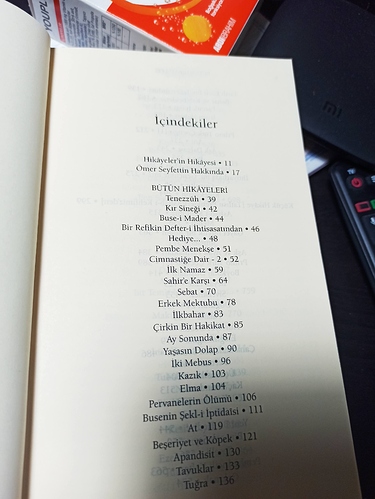 İçindekiler
Hikâyeler'in Hikâyesi • 11
Ömer Seyfettin Hakkında • 17
BÜTÜN HİKÂYELERİ
Tenezzüh • 39
Kır Sineği • 42
Buse-i Mader • 44
Bir Refikin Defter-i İhtisasatından • 46
Hediye... • 48
Pembe Menekşe • 51
Cimnastiğe Dair - 2 • 52
İlk Namaz • 59
Sahir'e Karşı • 64
Sebat • 70
Erkek Mektubu • 78
İlkbahar • 83
Çirkin Bir Hakikat • 85
Ay Sonunda • 87
Yaşasın Dolap • 90
İki Mebus • 96
Kazık • 103
Elma • 104
Pervanelerin Ölümü • 106
Busenin Şekl-i İptidaîsi • 111
At • 119
Beşeriyet ve Köpek • 121
Apandisit • 130
Tavuklar • 133
Tuğra • 136
mi